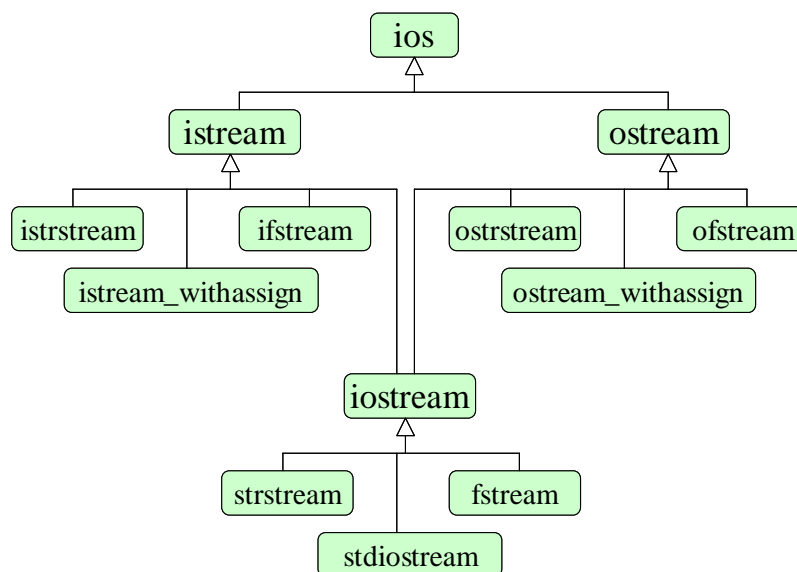 ios
istream
ostream
istrstream
ifstream
ostrstream
ofstream
istream_withassign
ostream_withassign
iostream
strstream
fstream
stdiostream